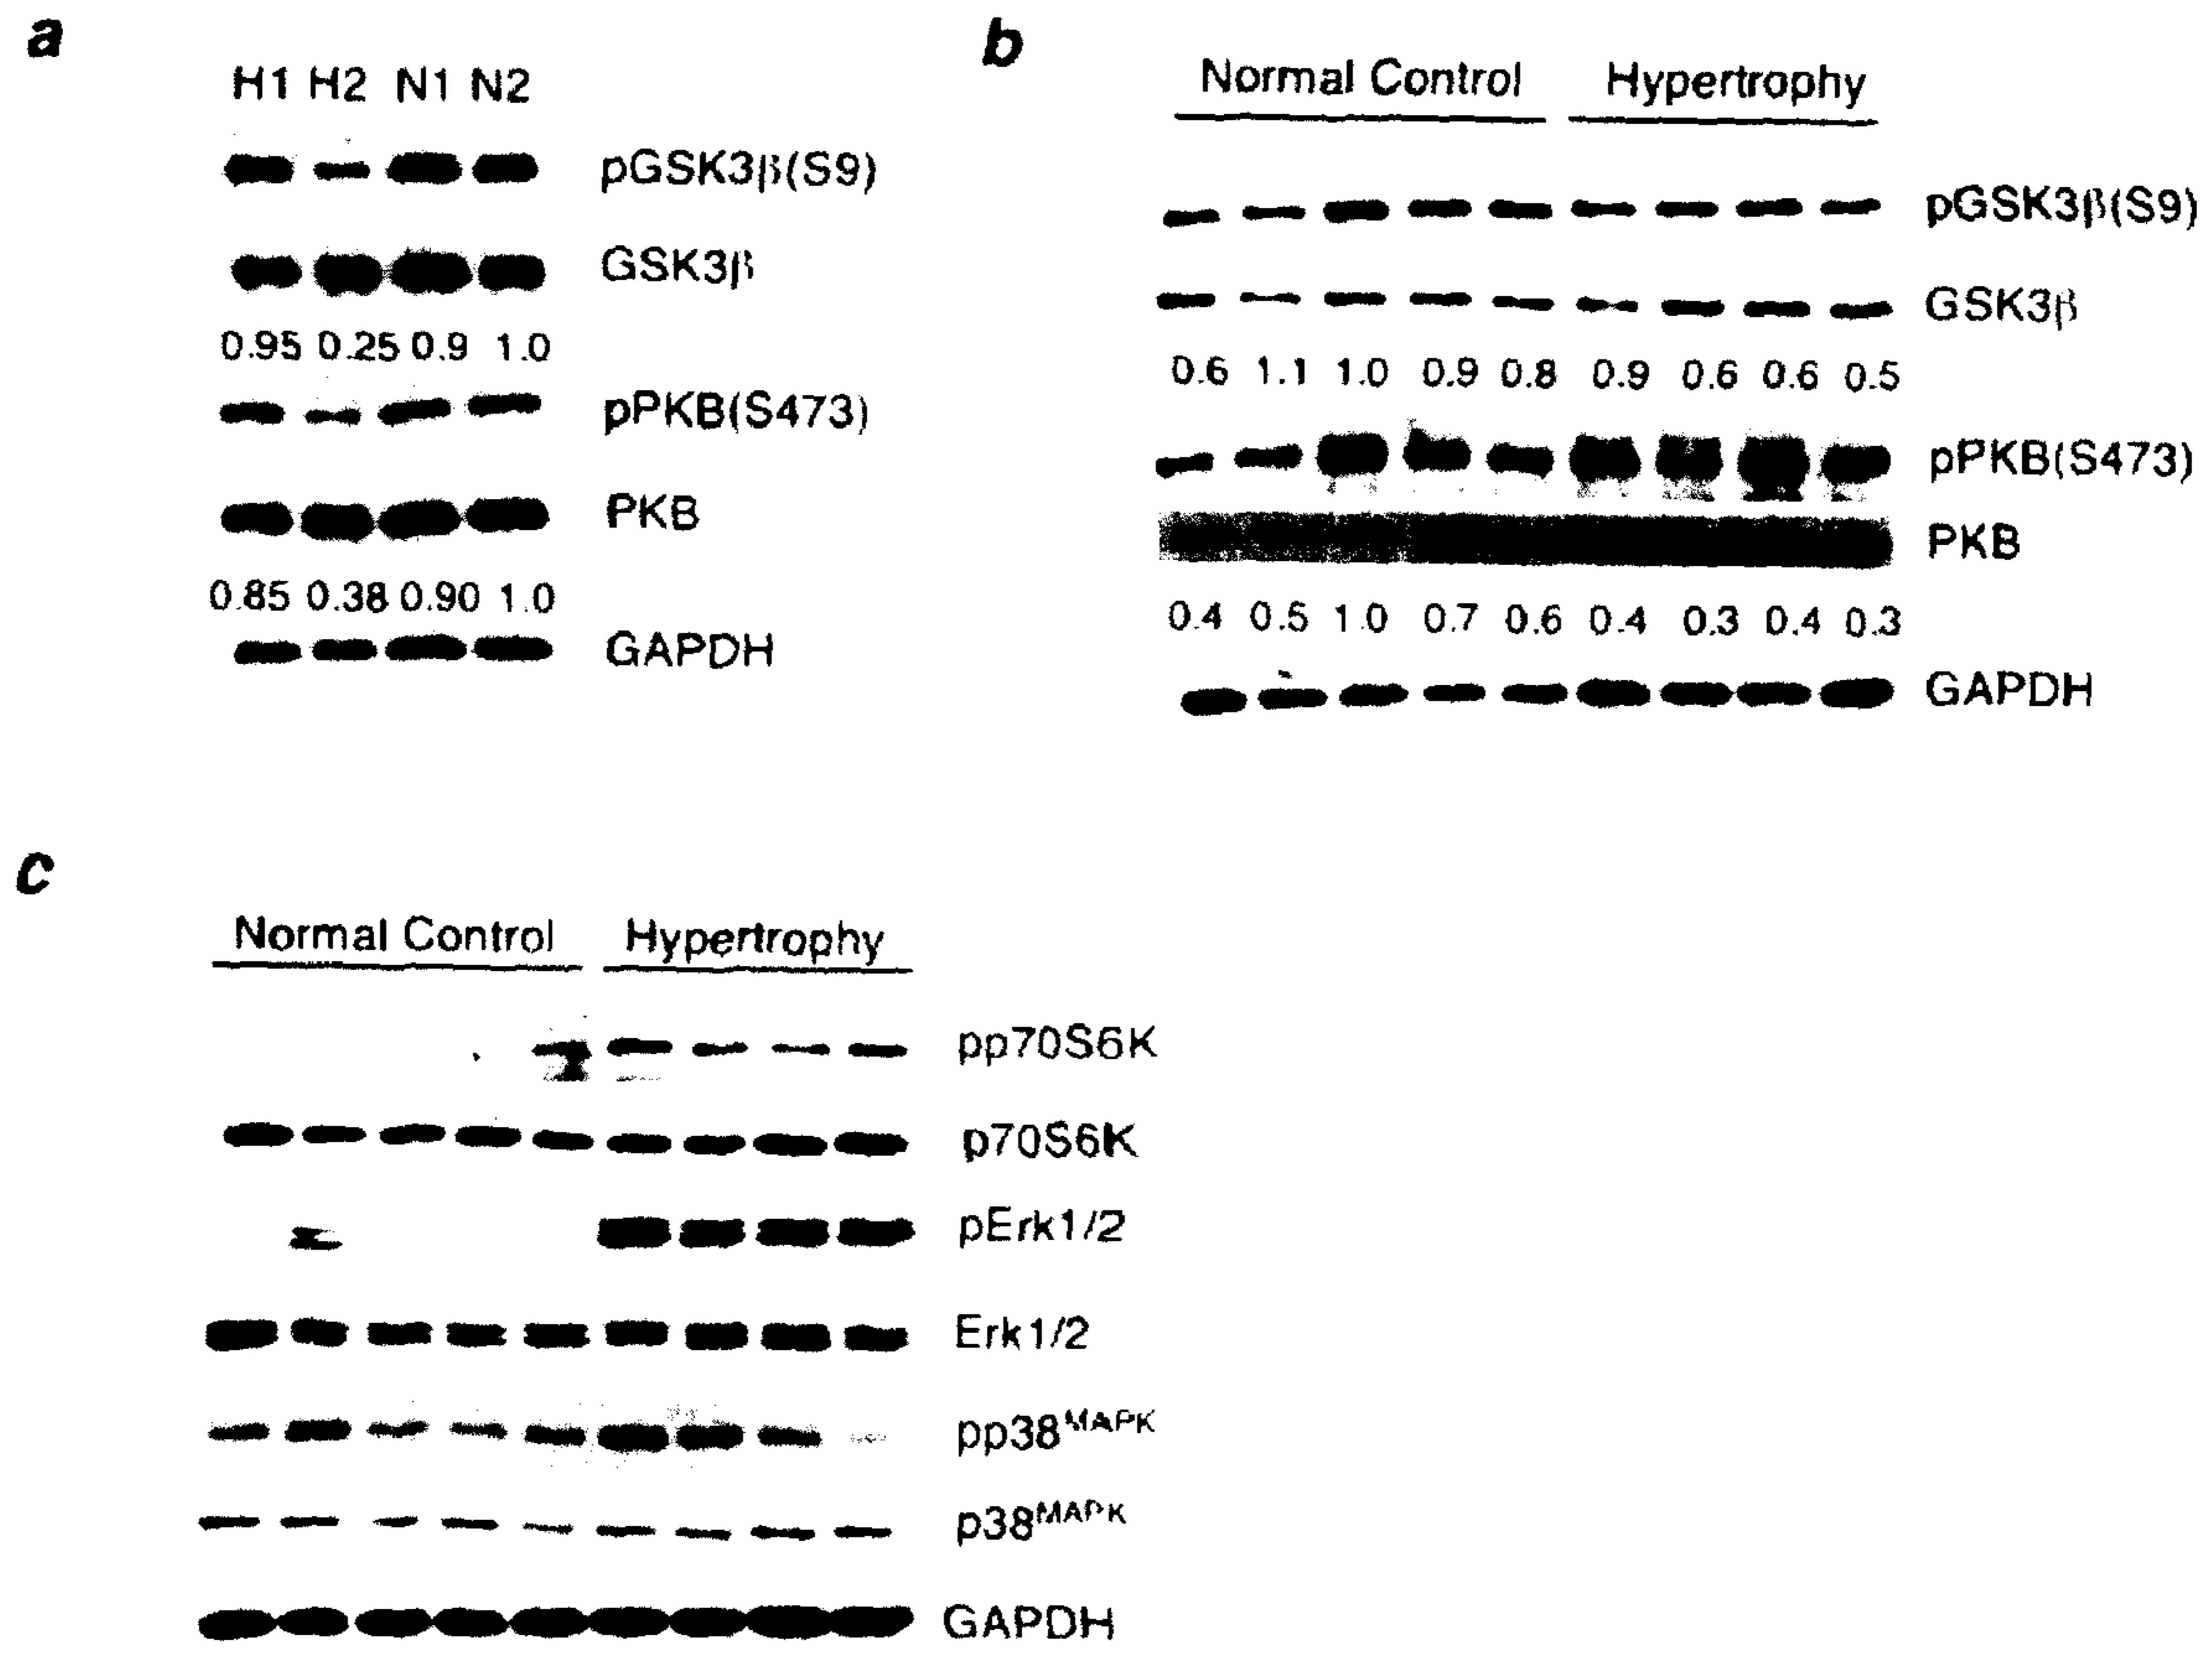 a
H1 H2 N1 N2
pGSK3β(S9)
GSK3β
0.95 0.25 0.9 1.0
pPKB(S473)
PKB
0.85 0.38 0.90 1.0
GAPDH
b
Normal Control Hypertrophy
pGSK3β(S9)
GSK3β
0.6 1.1 1.0 0.9 0.8 0.9 0.6 0.6 0.5
pPKB(S473)
PKB
0.4 0.5 1.0 0.7 0.6 0.4 0.3 0.4 0.3
GAPDH
c
Normal Control Hypertrophy
pp70S6K
p70S6K
pErk1/2
Erk1/2
pp38MAPK
p38MAPK
GAPDH